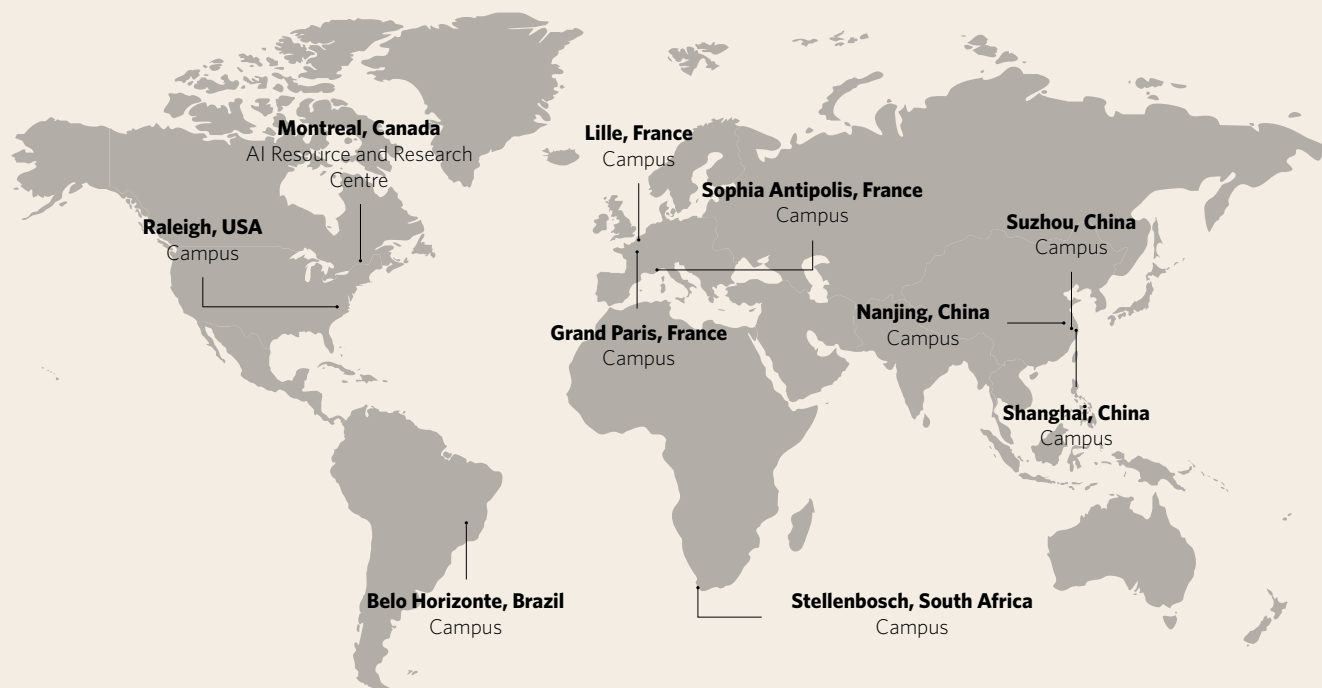 Montreal, Canada
AI Resource and Research
Centre
Lille, France
Campus
Sophia Antipolis, France
Campus
Raleigh, USA
Campus
Suzhou, China
Campus
Nanjing, China
Campus
Grand Paris, France
Campus
Shanghai, China
Campus
Belo Horizonte, Brazil
Campus
Stellenbosch, South Africa
Campus